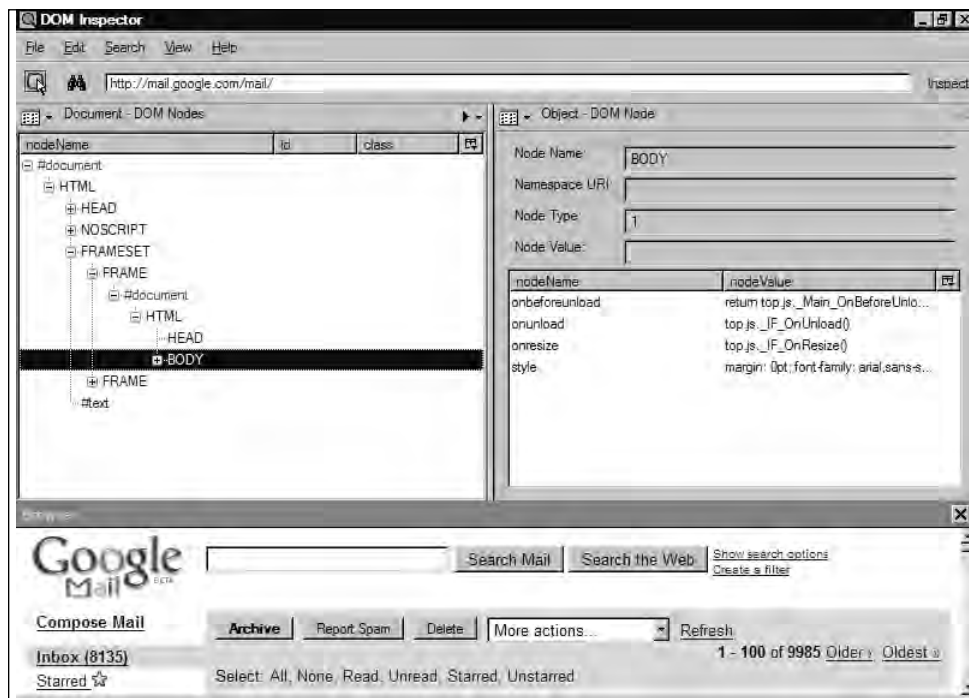 DOM Inspector
File Edit Search View Help
http://mail.google.com/mail/ Inspect
Document - DOM Nodes
nodeName id class
#document
HTML
HEAD
NOSCRIPT
FRAMESET
FRAME
#document
HTML
HEAD
BODY
FRAME
#text
Object - DOM Node
Node Name: BODY
Namespace URI
Node Type 1
Node Value:
nodeName nodeValue
onbeforeunload return top.js._Main_OnBeforeUnlo...
onunload top.js._IF_OnUnload()
onresize top.js._IF_OnResize()
style margin: 0pt; font-family: arial,sans-s...
Browser
Google Mail BETA
Search Mail Search the Web Show search options
Create a filter
Compose Mail
Archive Report Spam Delete More actions... Refresh
Inbox (8135)
1 - 100 of 9985 Older › Oldest »
Starred
Select: All, None, Read, Unread, Starred, Unstarred